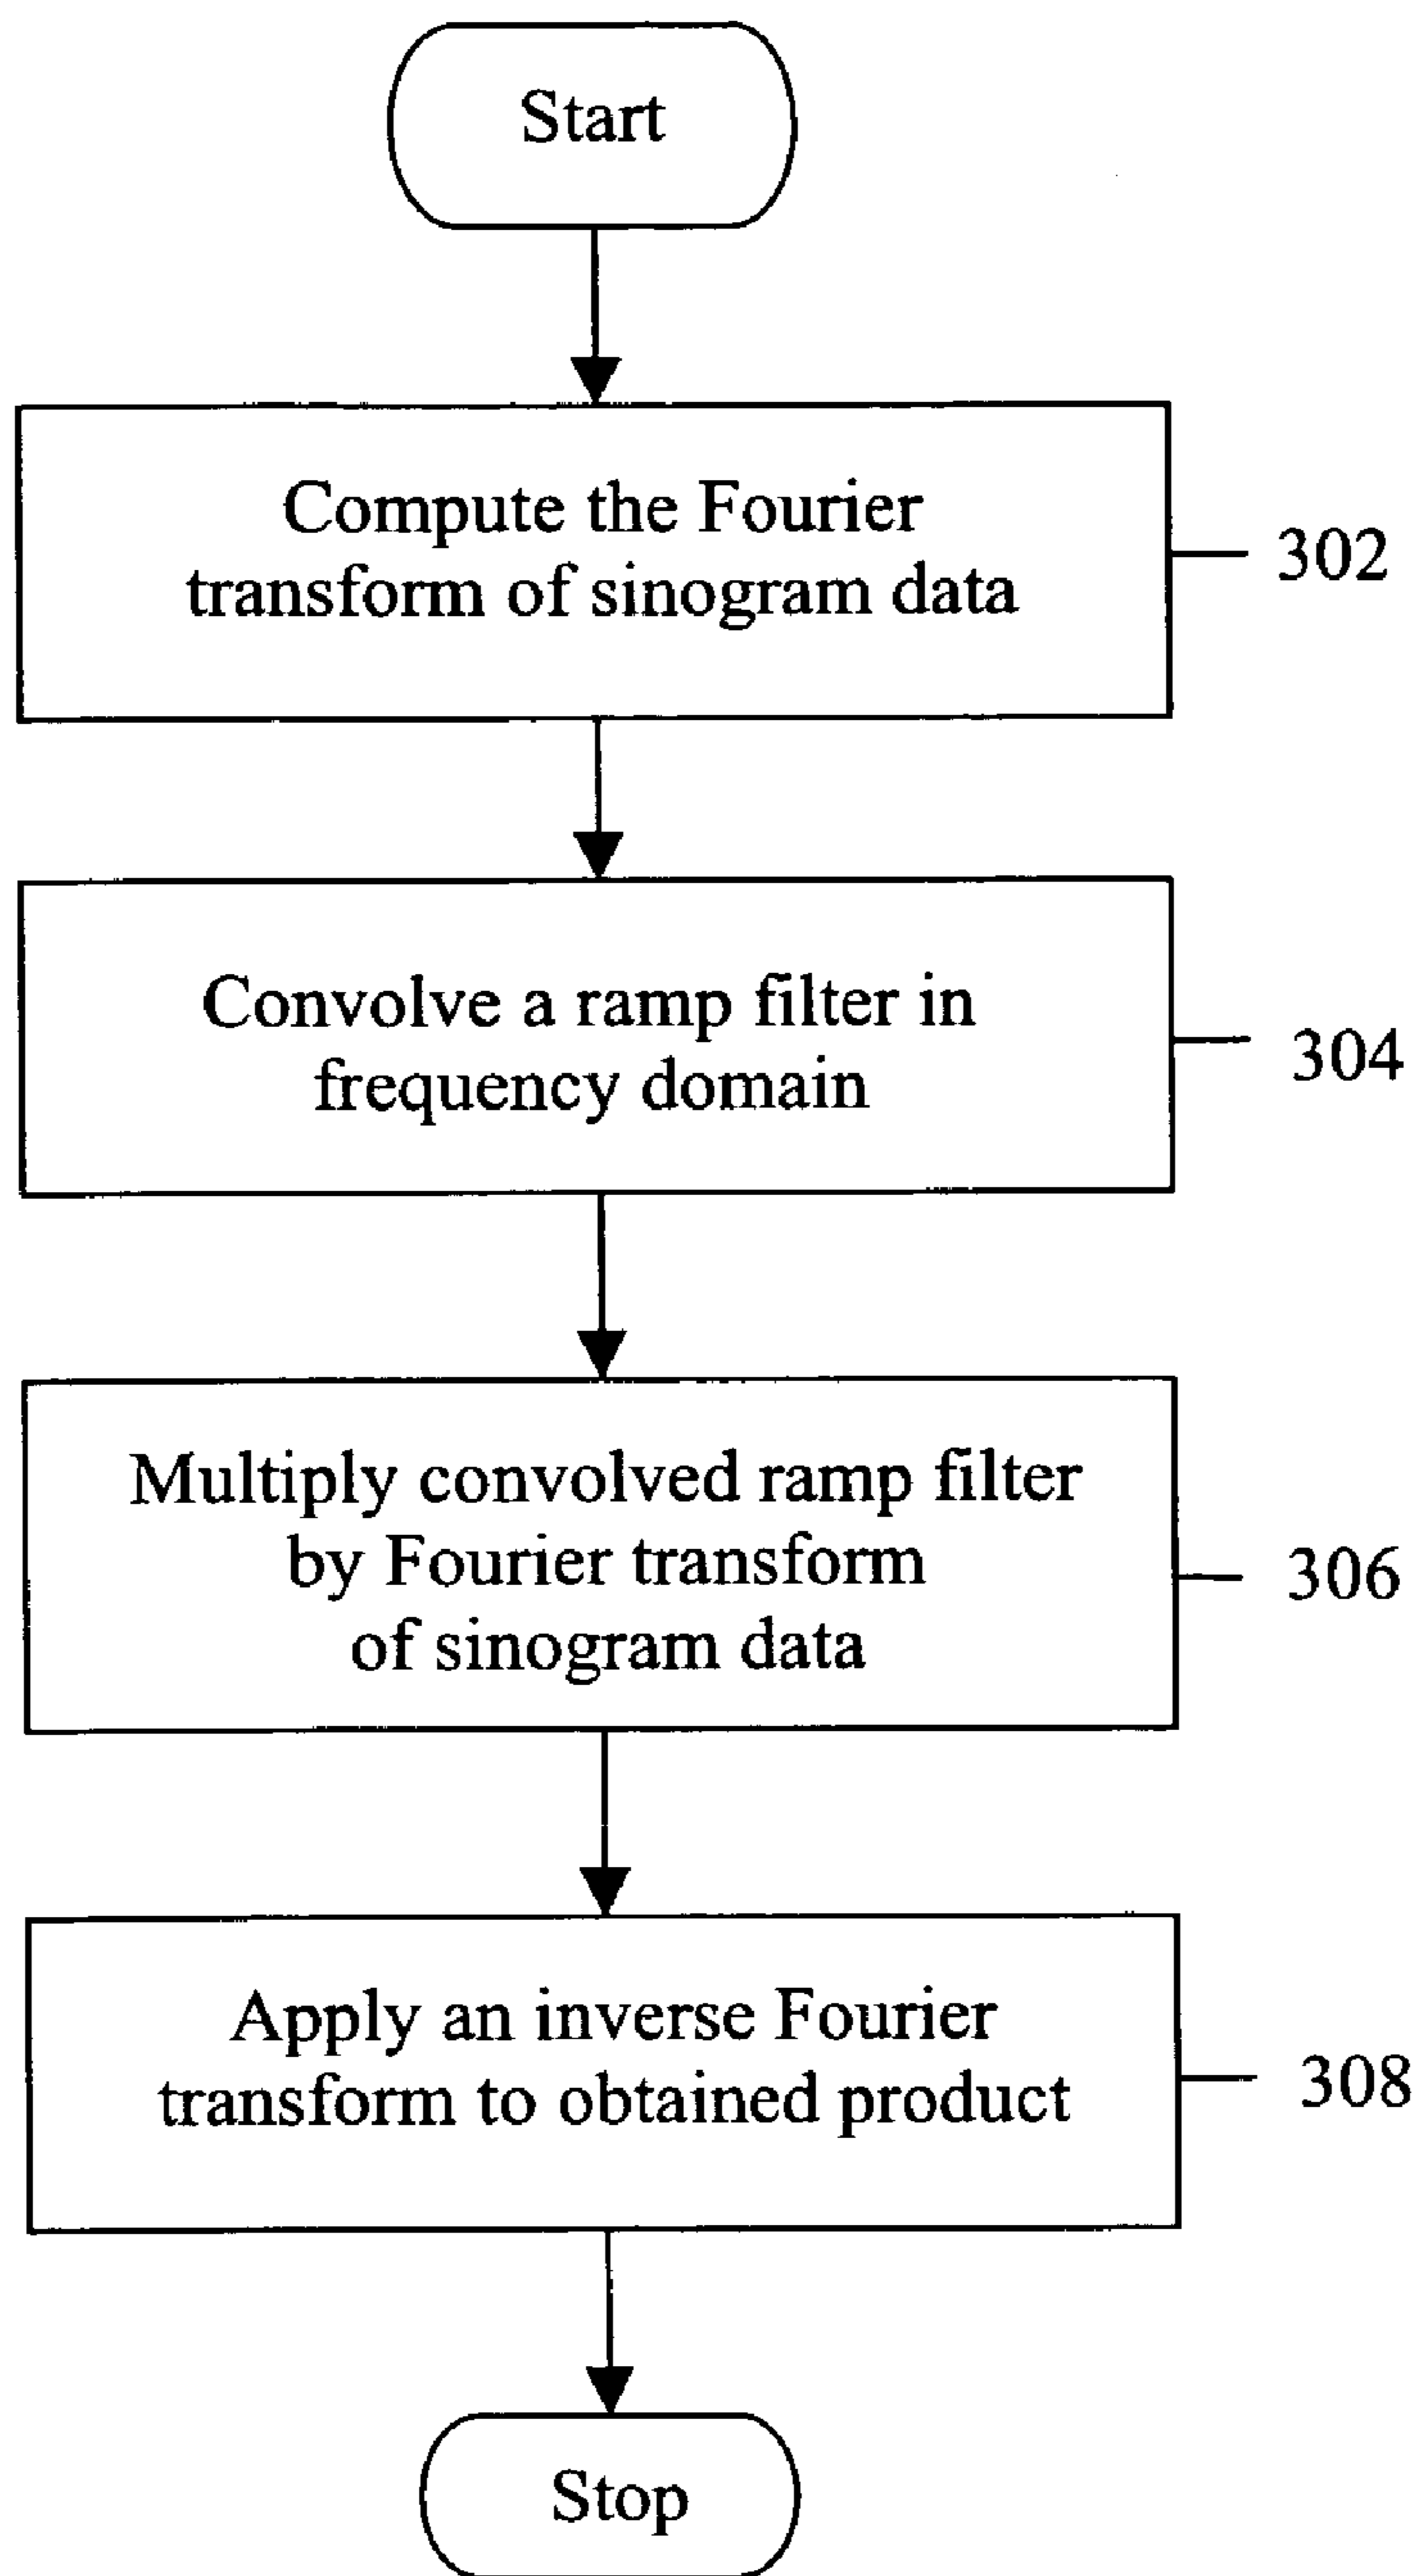 Start
Compute the Fourier
transform of sinogram data
302
Convolve a ramp filter in
frequency domain
304
Multiply convolved ramp filter
by Fourier transform
of sinogram data
306
Apply an inverse Fourier
transform to obtained product
308
Stop